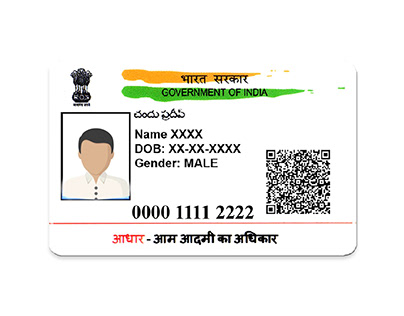 भारत सरकार
GOVERNMENT OF INDIA
చందు ప్రదీప్
Name XXXX
DOB: XX-XX-XXXX
Gender: MALE
0000 1111 2222
आधार - आम आदमी का अधिकार